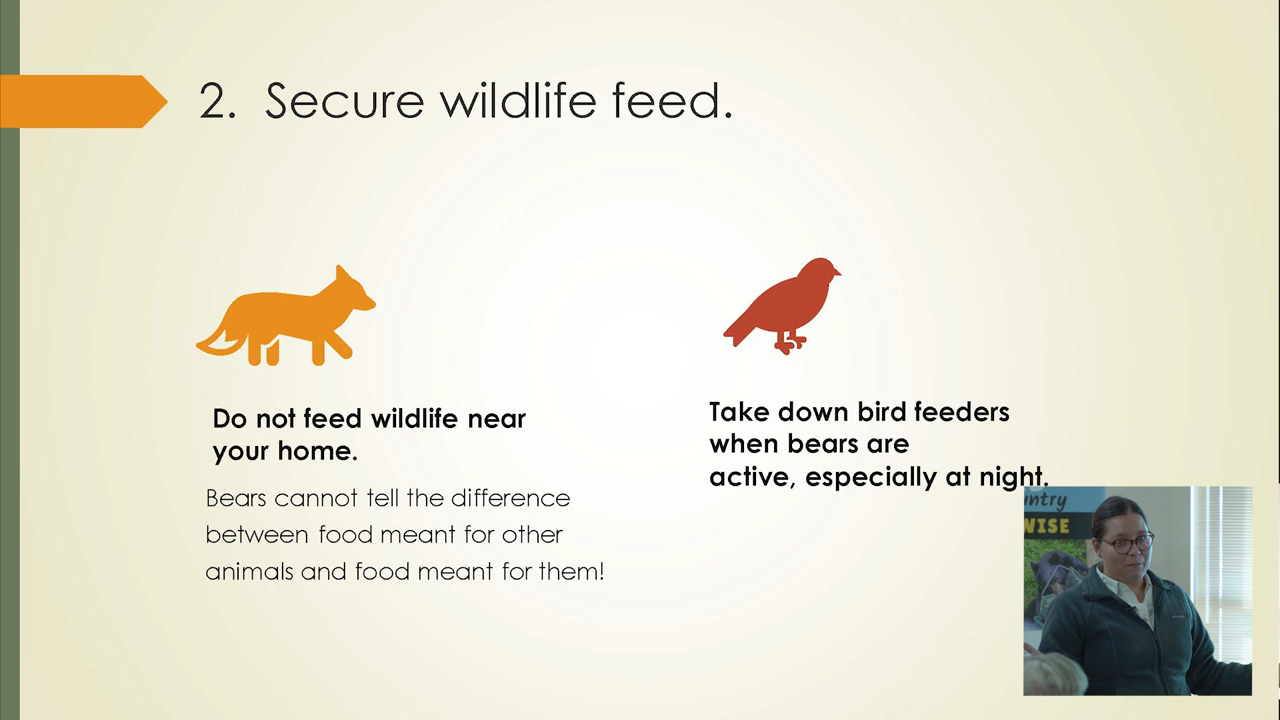 2. Secure wildlife feed.
Do not feed wildlife near
your home.
Bears cannot tell the difference
between food meant for other
animals and food meant for them!
Take down bird feeders
when bears are
active, especially at night.
WISE